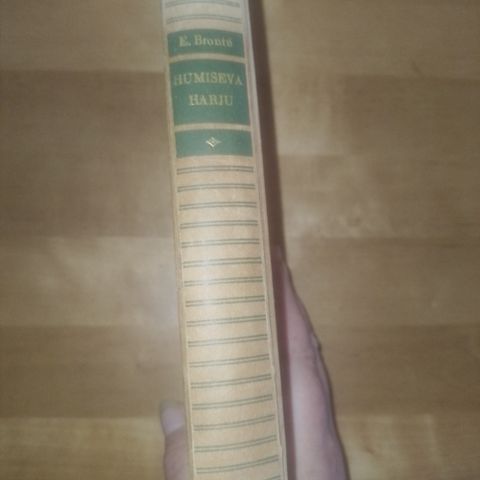 E. Brontë
HUMISEVA
HARJU